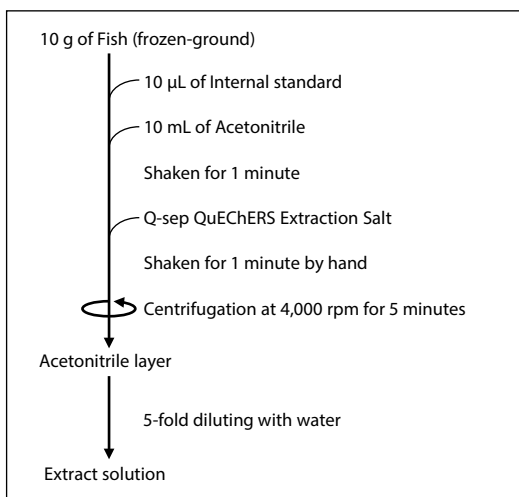 10 g of Fish (frozen-ground)
10 µL of Internal standard
10 mL of Acetonitrile
Shaken for 1 minute
Q-sep QuEChERS Extraction Salt
Shaken for 1 minute by hand
Centrifugation at 4,000 rpm for 5 minutes
Acetonitrile layer
5-fold diluting with water
Extract solution